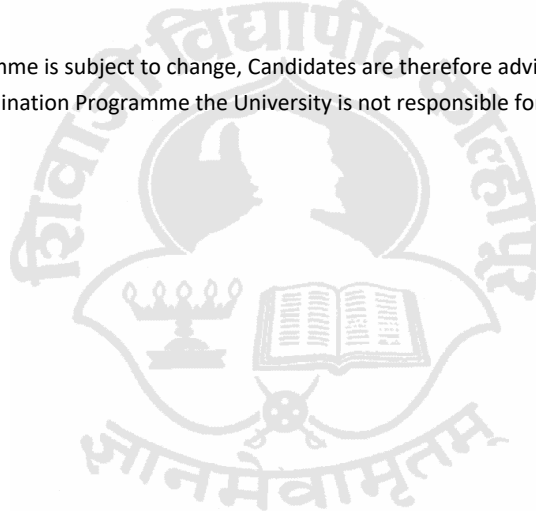 mme is subject to change, Candidates are therefore advi
ination Programme the University is not responsible fo
शिवाजी विद्यापीठ कोल्हापूर
ज्ञानमेवामृतम्